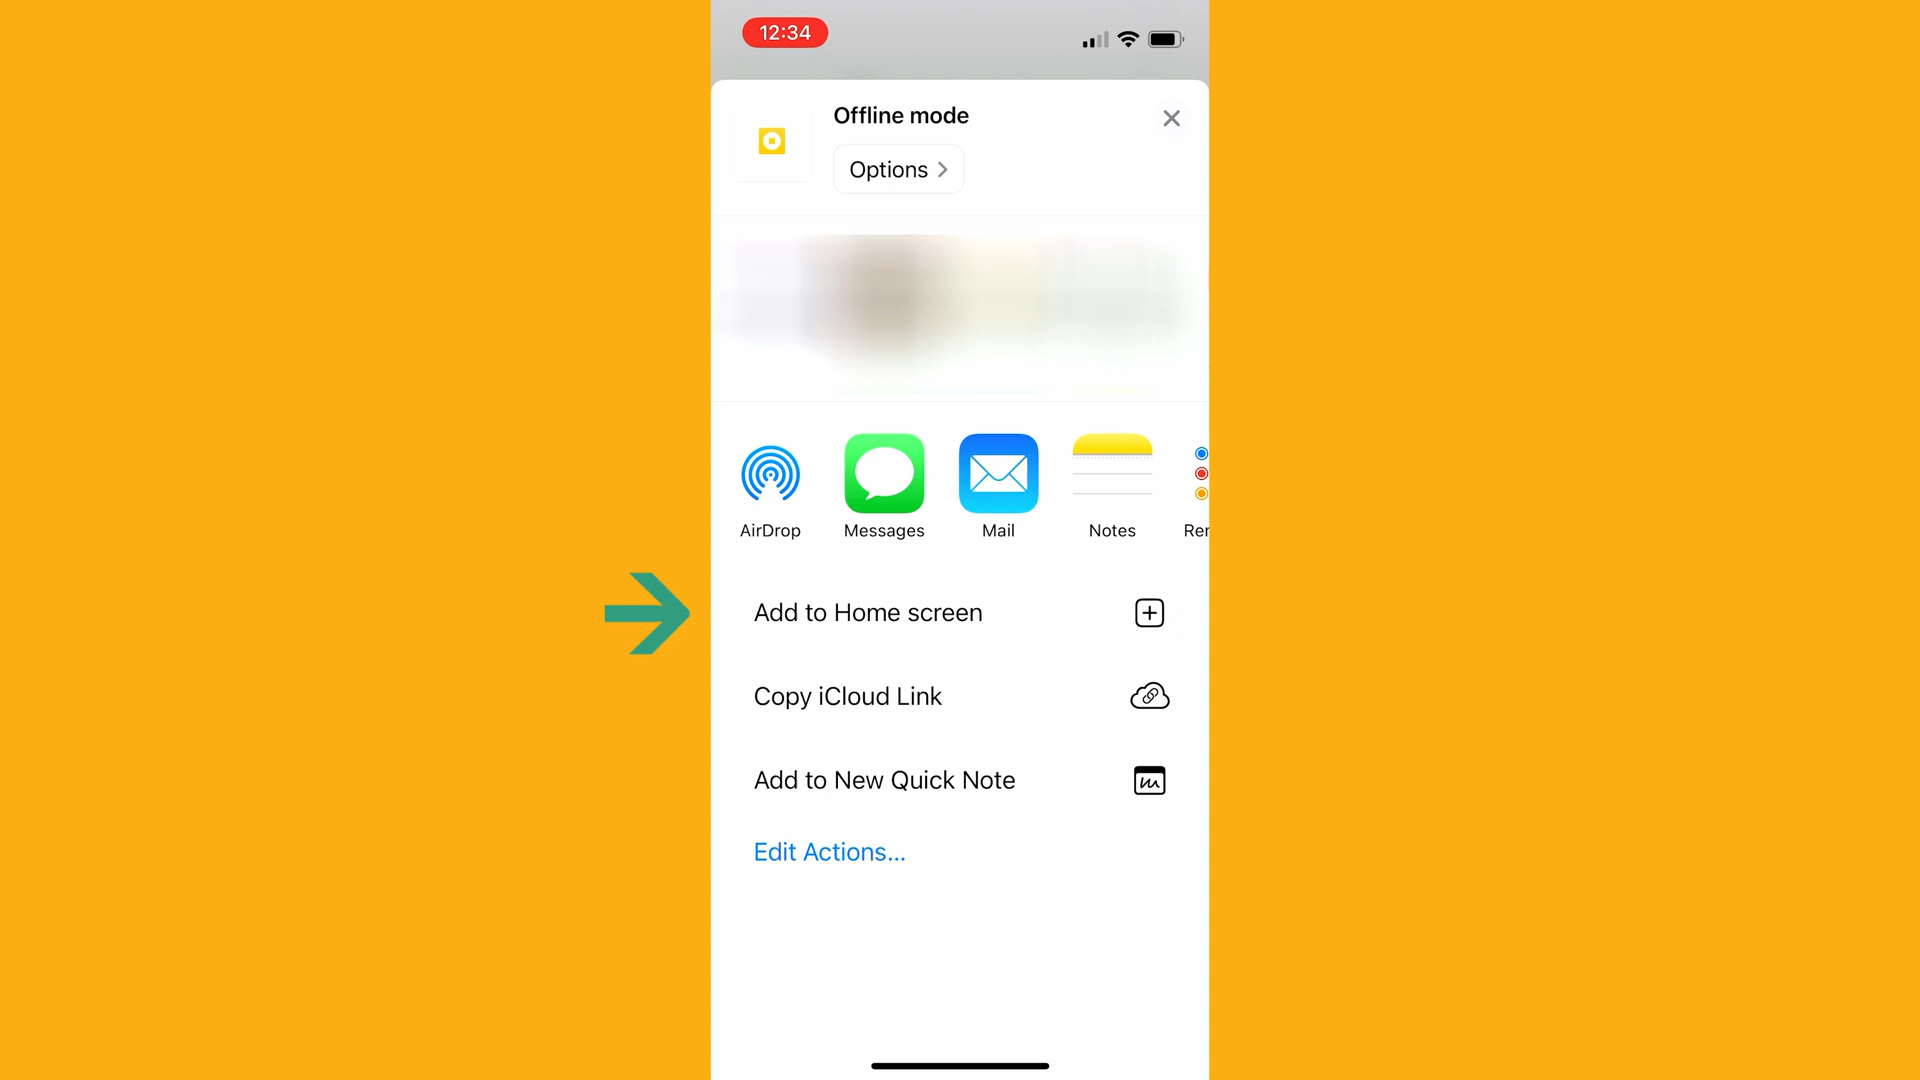 12:34
Offline mode
Options
AirDrop
Messages
Mail
Notes
Rer
Add to Home screen
Copy iCloud Link
Add to New Quick Note
Edit Actions...